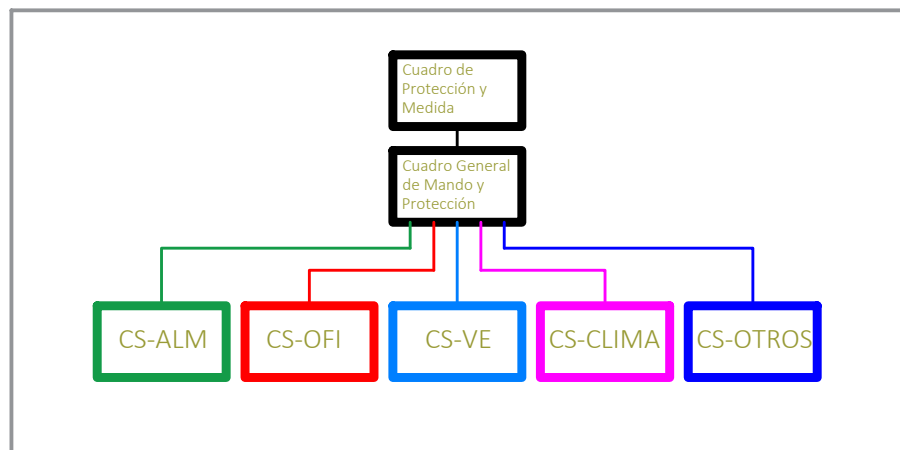 Cuadro de
Protección y
Medida
Cuadro General
de Mando y
Protección
CS-ALM
CS-OFI
CS-VE
CS-CLIMA
CS-OTROS